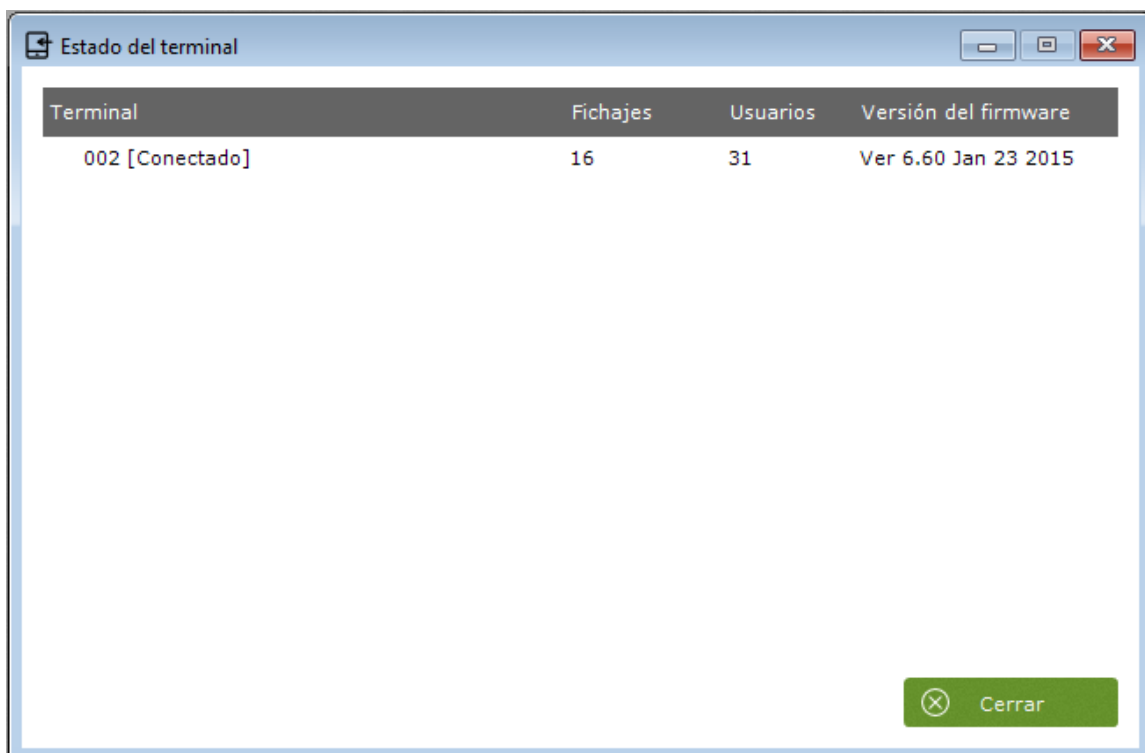 Estado del terminal
Terminal Fichajes Usuarios Versión del firmware
002 [Conectado] 16 31 Ver 6.60 Jan 23 2015
Cerrar